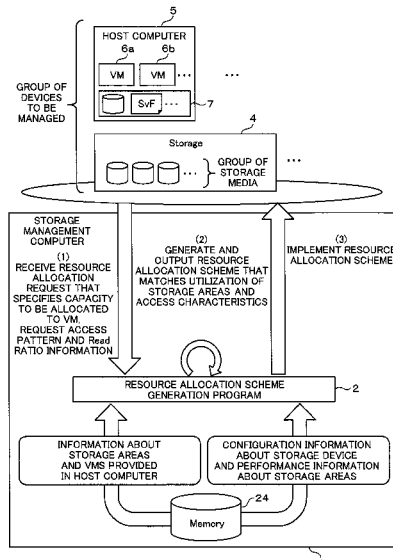 5
HOST COMPUTER
6a
6b
VM
VM
...
...
7
SvF
...
GROUP OF
DEVICES
TO BE
MANAGED
4
Storage
...
GROUP OF
STORAGE
MEDIA
...
STORAGE
MANAGEMENT
COMPUTER
(1)
RECEIVE RESOURCE
ALLOCATION
REQUEST THAT
SPECIFIES CAPACITY
TO BE ALLOCATED
TO VM,
REQUEST ACCESS
PATTERN AND Read
RATIO INFORMATION
(2)
GENERATE AND
OUTPUT RESOURCE
ALLOCATION SCHEME THAT
MATCHES UTILIZATION OF
STORAGE AREAS AND
ACCESS CHARACTERISTICS
(3)
IMPLEMENT RESOURCE
ALLOCATION SCHEME
RESOURCE ALLOCATION SCHEME
GENERATION PROGRAM
2
INFORMATION ABOUT
STORAGE AREAS
AND VMS PROVIDED
IN HOST COMPUTER
CONFIGURATION INFORMATION
ABOUT STORAGE DEVICE
AND PERFORMANCE INFORMATION
ABOUT STORAGE AREAS
24
Memory